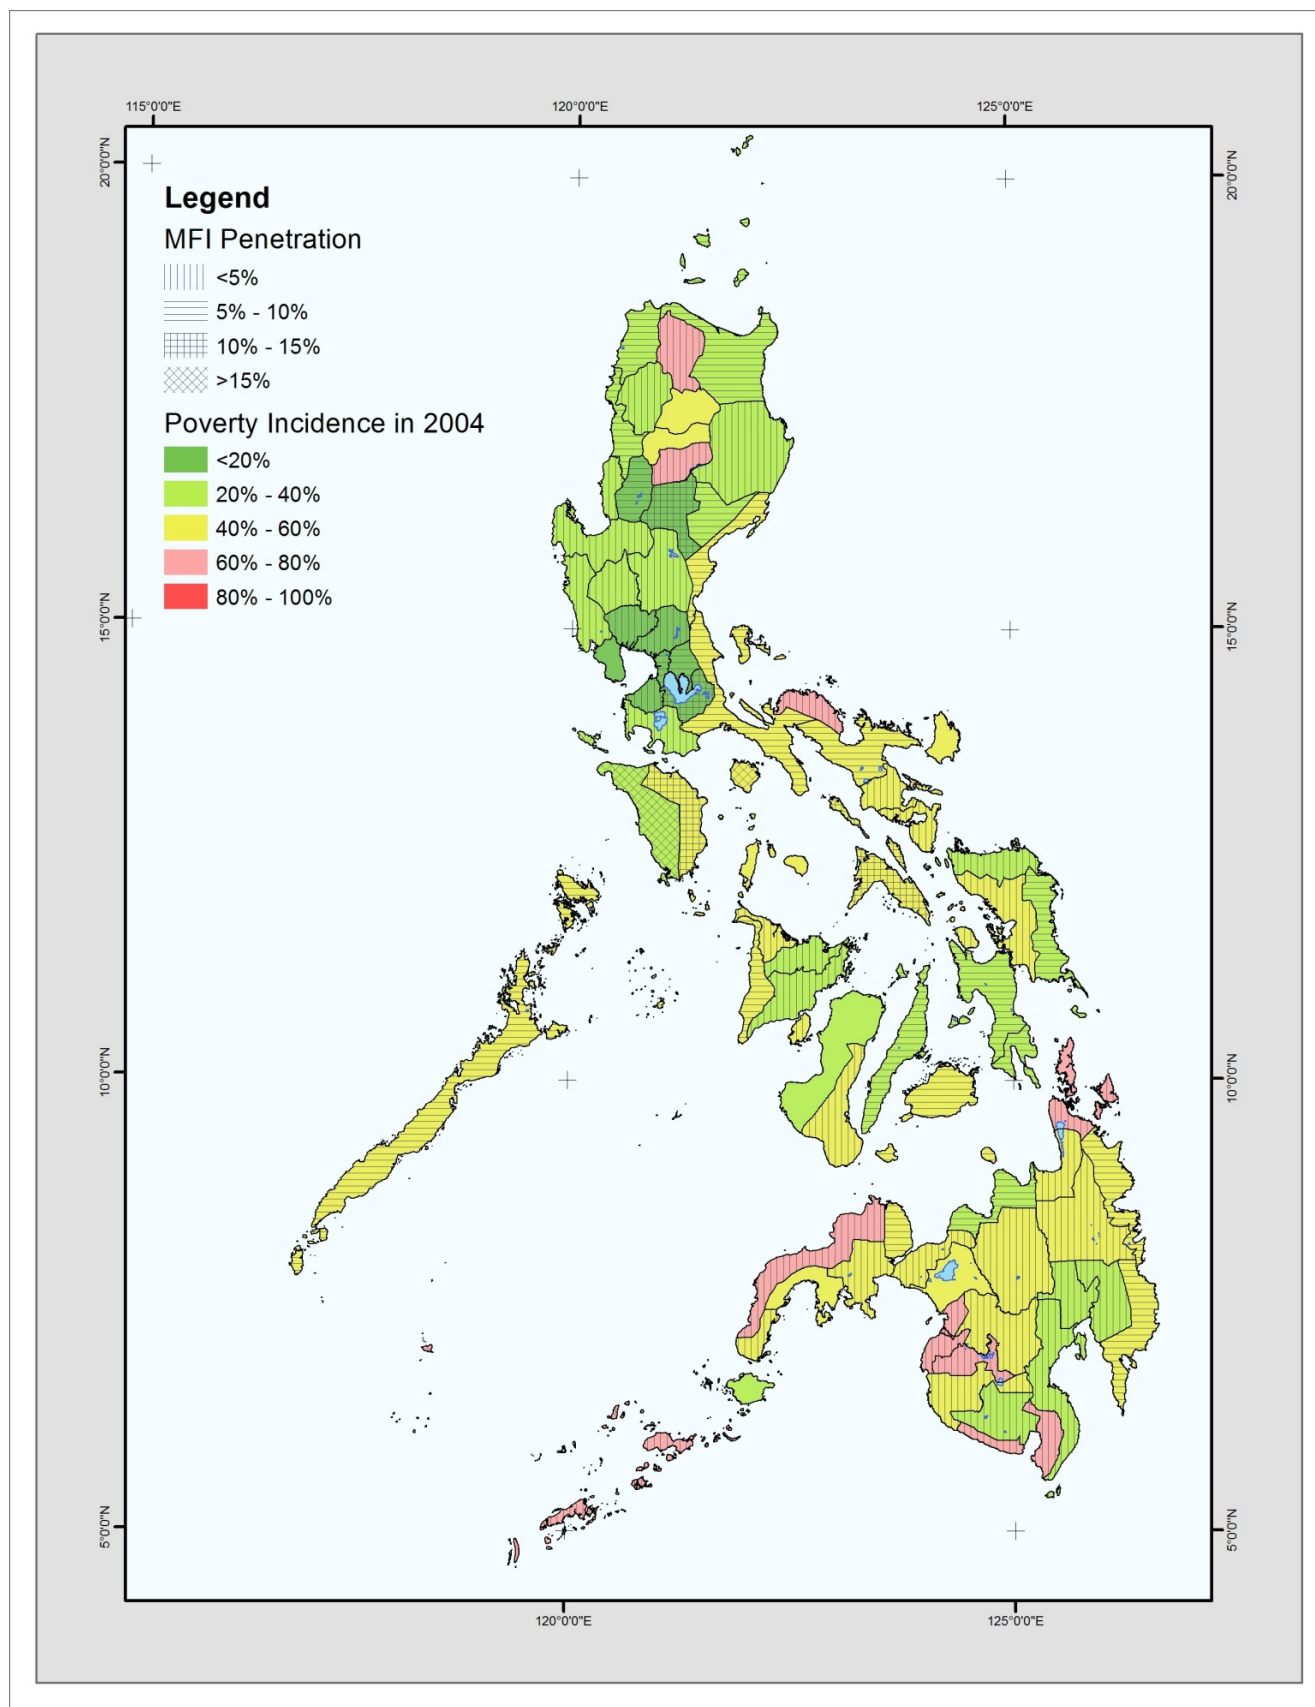 115°0'0"E 120°0'0"E 125°0'0"E
20°0'0"N
20°0'0"N
Legend
MFI Penetration
<5%
5% - 10%
10% - 15%
>15%
Poverty Incidence in 2004
<20%
20% - 40%
40% - 60%
60% - 80%
80% - 100%
15°0'0"N
15°0'0"N
10°0'0"N
10°0'0"N
5°0'0"N
5°0'0"N
120°0'0"E 125°0'0"E